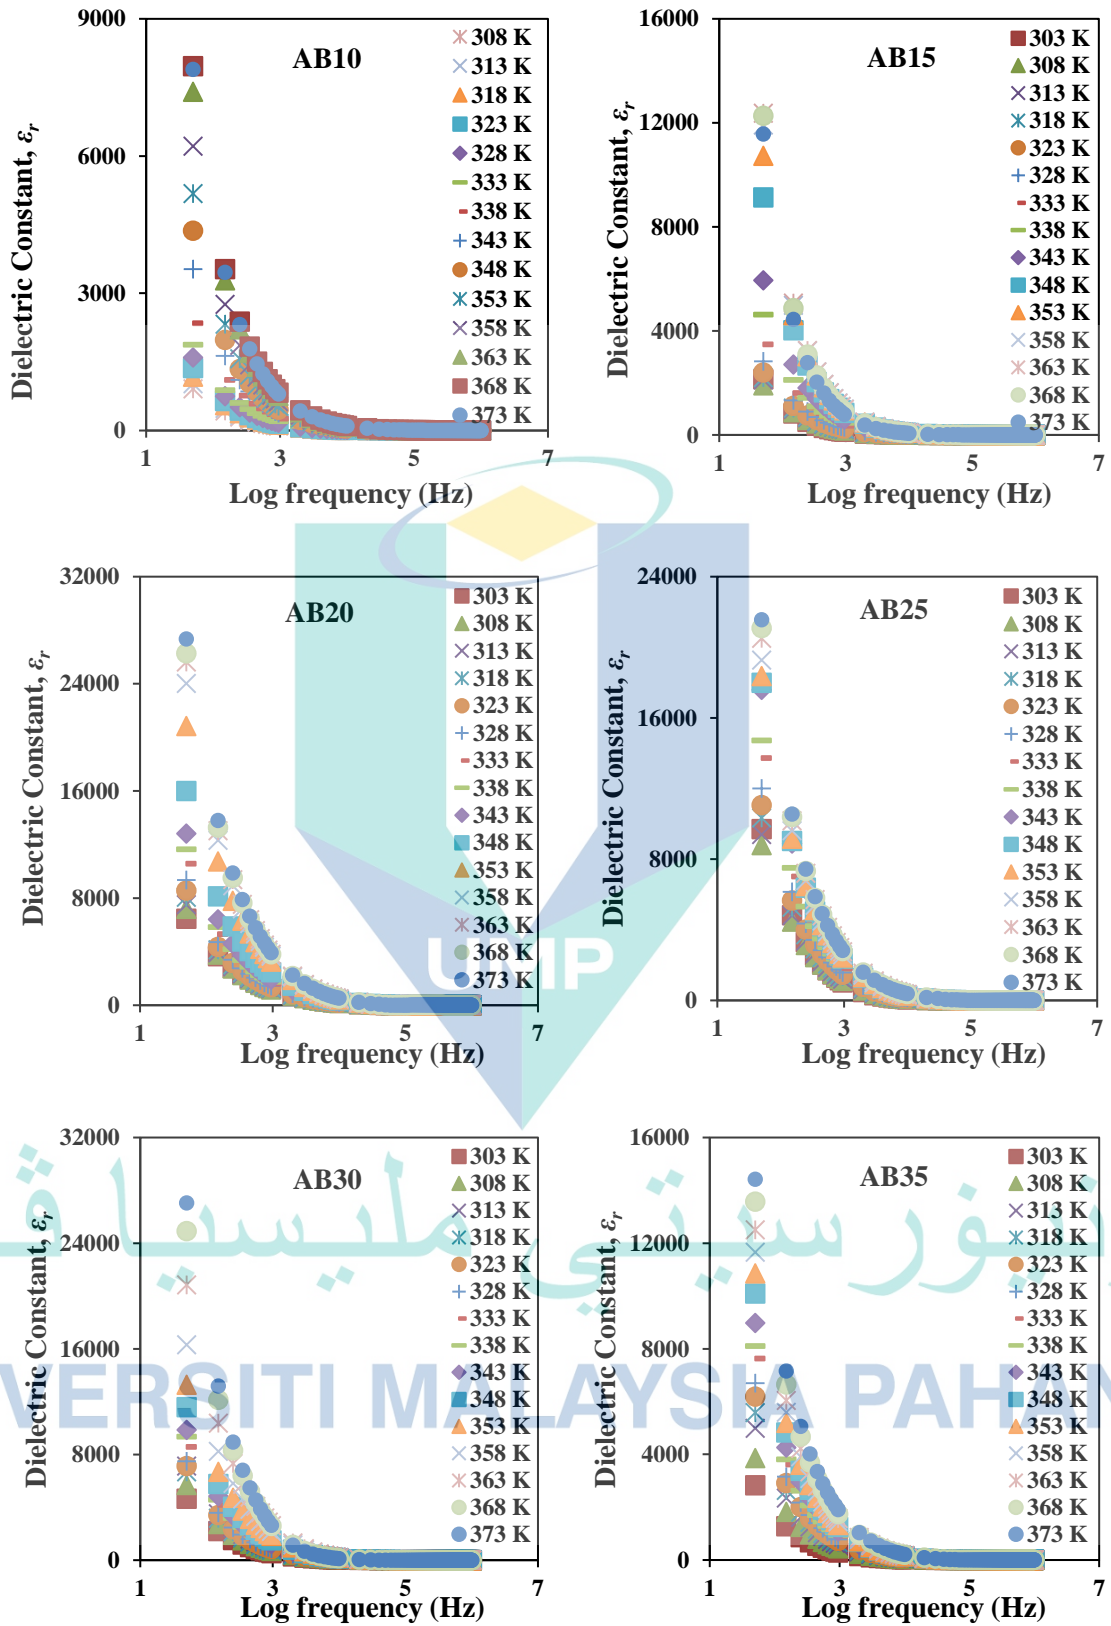 AB10
9000
6000
3000
0
1 3 5 7
Dielectric Constant, εr
Log frequency (Hz)
308 K
313 K
318 K
323 K
328 K
333 K
338 K
343 K
348 K
353 K
358 K
363 K
368 K
373 K
AB15
16000
12000
8000
4000
0
1 3 5 7
Dielectric Constant, εr
Log frequency (Hz)
303 K
308 K
313 K
318 K
323 K
328 K
333 K
338 K
343 K
348 K
353 K
358 K
363 K
368 K
373 K
AB20
32000
24000
16000
8000
0
1 3 5 7
Dielectric Constant, εr
Log frequency (Hz)
303 K
308 K
313 K
318 K
323 K
328 K
333 K
338 K
343 K
348 K
353 K
358 K
363 K
368 K
373 K
AB25
24000
16000
8000
0
1 3 5 7
Dielectric Constant, εr
Log frequency (Hz)
303 K
308 K
313 K
318 K
323 K
328 K
333 K
338 K
343 K
348 K
353 K
358 K
363 K
368 K
373 K
UMP
AB30
32000
24000
16000
8000
0
1 3 5 7
Dielectric Constant, εr
Log frequency (Hz)
303 K
308 K
313 K
318 K
323 K
328 K
333 K
338 K
343 K
348 K
353 K
358 K
363 K
368 K
373 K
AB35
16000
12000
8000
4000
0
1 3 5 7
Dielectric Constant, εr
Log frequency (Hz)
303 K
308 K
313 K
318 K
323 K
328 K
333 K
338 K
343 K
348 K
353 K
358 K
363 K
368 K
373 K
VERSITI MALAYSIA PAHAN